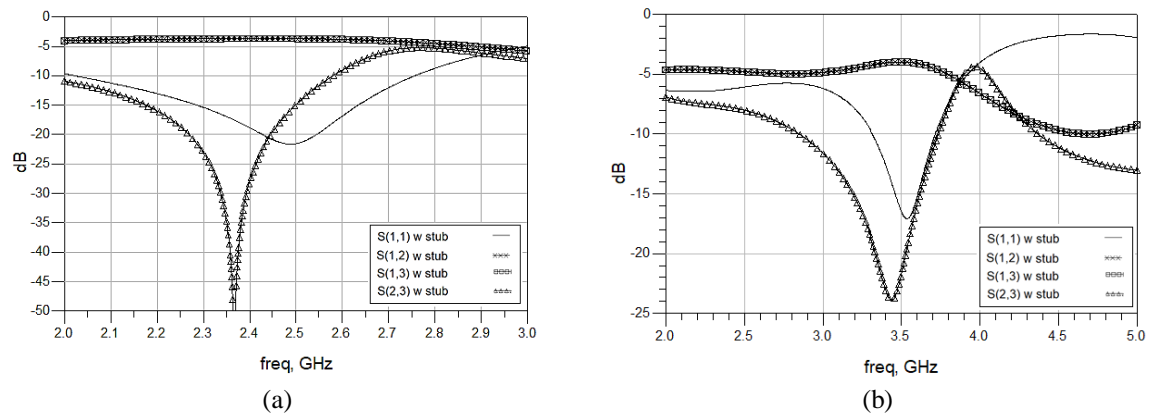 0
-5
-10
-15
-20
-25
-30
-35
-40
-45
-50
dB
S(1,1) w stub
S(1,2) w stub
S(1,3) w stub
S(2,3) w stub
2.0 2.1 2.2 2.3 2.4 2.5 2.6 2.7 2.8 2.9 3.0
freq, GHz
(a)
0
-5
-10
-15
-20
-25
dB
S(1,1) w stub
S(1,2) w stub
S(1,3) w stub
S(2,3) w stub
2.0 2.5 3.0 3.5 4.0 4.5 5.0
freq, GHz
(b)